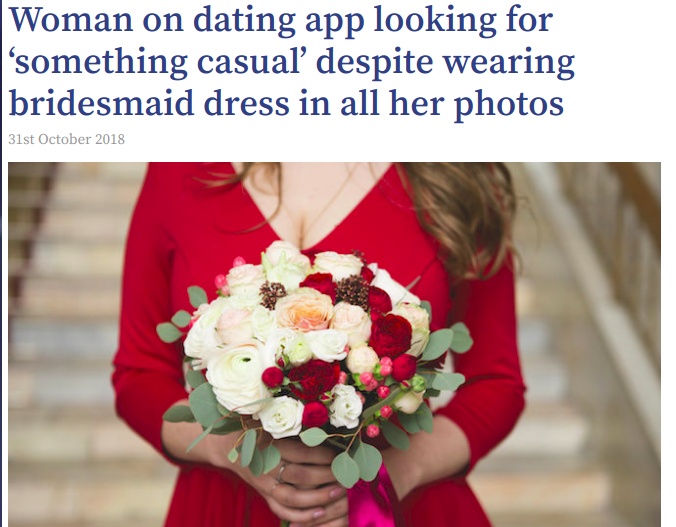 Woman on dating app looking for
‘something casual’ despite wearing
bridesmaid dress in all her photos
31st October 2018